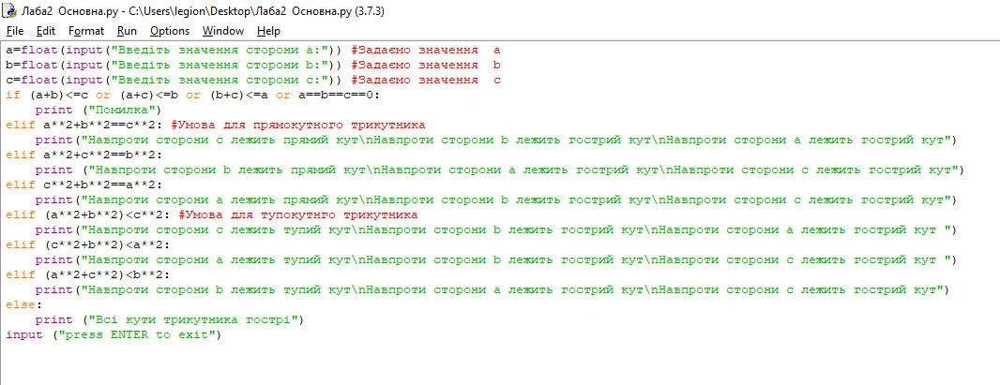 Лаба2 Основна.py - C:\Users\legion\Desktop\Лаба2 Основна.py (3.7.3)
File Edit Format Run Options Window Help
a=float(input("Введіть значення сторони a:")) #Задаємо значення  a
b=float(input("Введіть значення сторони b:")) #Задаємо значення  b
c=float(input("Введіть значення сторони c:")) #Задаємо значення  c
if (a+b)<=c or (a+c)<=b or (b+c)<=a or a==b==c==0:
    print ("Помилка")
elif a**2+b**2==c**2: #Умова для прямокутного трикутника
    print("Навпроти сторони c лежить прямий кут\nНавпроти сторони b лежить гострий кут\nНавпроти сторони a лежить гострий кут")
elif a**2+c**2==b**2:
    print ("Навпроти сторони b лежить прямий кут\nНавпроти сторони a лежить гострий кут\nНавпроти сторони c лежить гострий кут")
elif c**2+b**2==a**2:
    print("Навпроти сторони a лежить прямий кут\nНавпроти сторони b лежить гострий кут\nНавпроти сторони c лежить гострий кут")
elif (a**2+b**2)<c**2: #Умова для тупокутнго трикутника
    print("Навпроти сторони c лежить тупий кут\nНавпроти сторони b лежить гострий кут\nНавпроти сторони a лежить гострий кут ")
elif (c**2+b**2)<a**2:
    print("Навпроти сторони a лежить тупий кут\nНавпроти сторони b лежить гострий кут\nНавпроти сторони c лежить гострий кут ")
elif (a**2+c**2)<b**2:
    print("Навпроти сторони b лежить тупий кут\nНавпроти сторони a лежить гострий кут\nНавпроти сторони c лежить гострий кут")
else:
    print ("Всі кути трикутника гострі")
input ("press ENTER to exit")